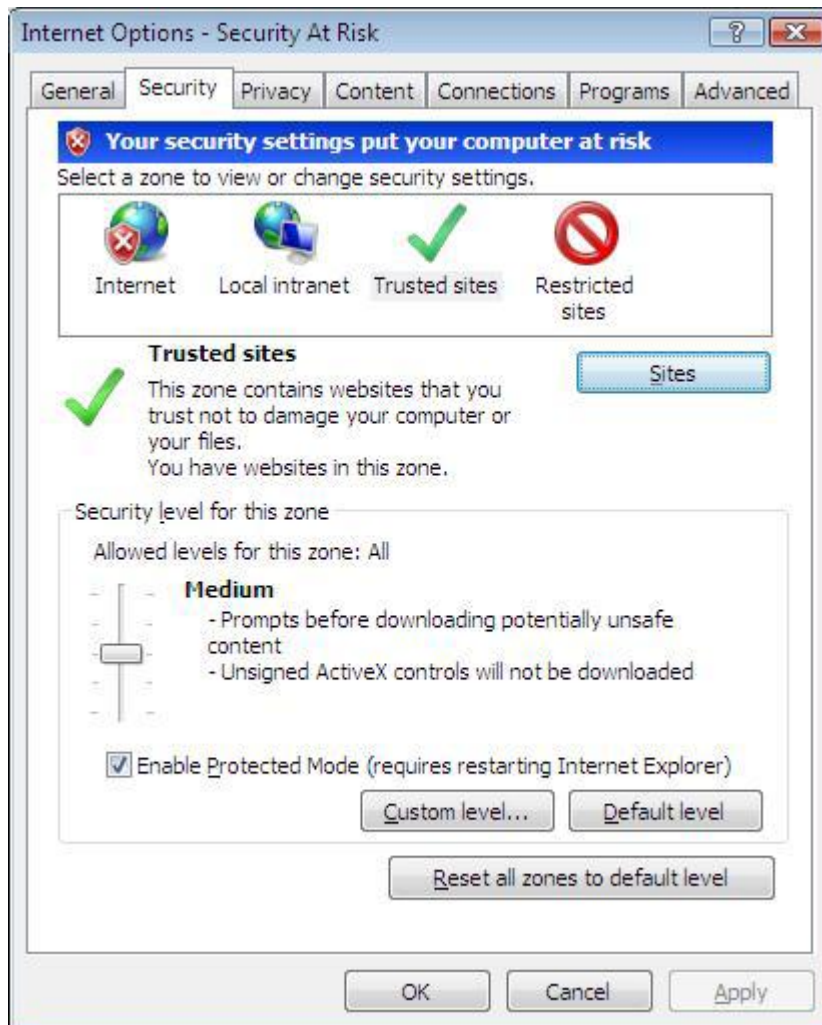 Internet Options - Security At Risk
?
General Security Privacy Content Connections Programs Advanced
Your security settings put your computer at risk
Select a zone to view or change security settings.
Internet Local intranet Trusted sites Restricted
sites
Trusted sites
Sites
This zone contains websites that you
trust not to damage your computer or
your files.
You have websites in this zone.
Security level for this zone
Allowed levels for this zone: All
Medium
- Prompts before downloading potentially unsafe
content
- Unsigned ActiveX controls will not be downloaded
Enable Protected Mode (requires restarting Internet Explorer)
Custom level... Default level
Reset all zones to default level
OK Cancel Apply